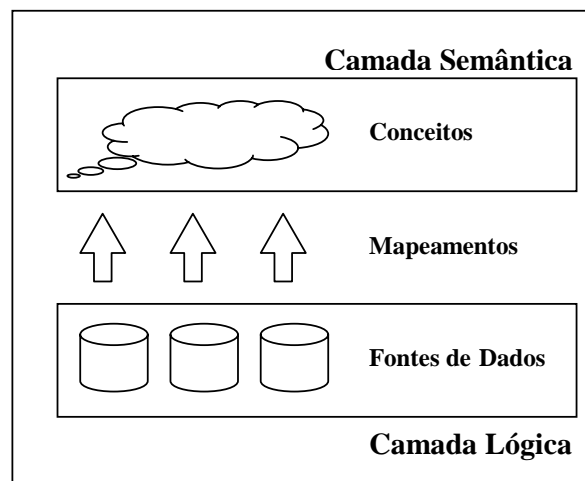 Camada Semântica
Conceitos
Mapeamentos
Fontes de Dados
Camada Lógica